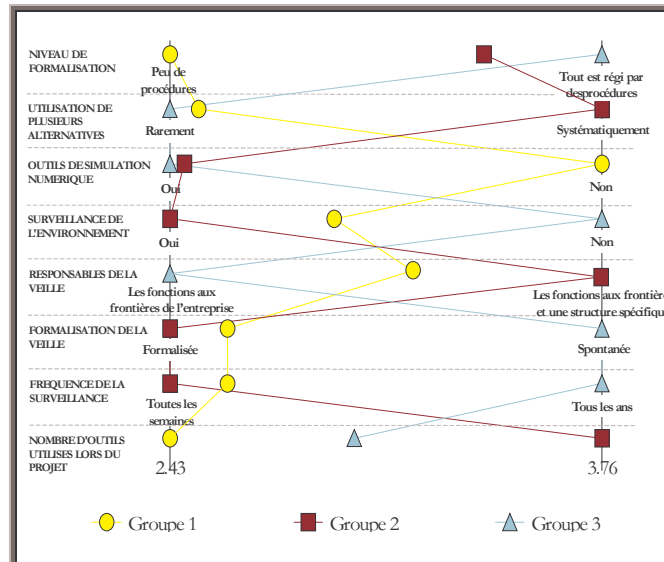 NIVEAU DE
FORMALISATION
Peu de
procédures
Tout est régi par
desprocédures
UTILISATION DE
PLUSIEURS
ALTERNATIVES
Rarement
Systématiquement
OUTILS DE SIMULATION
NUMERIQUE
Oui
Non
SURVEILLANCE DE
L'ENVIRONNEMENT
Oui
Non
RESPONSABLES DE LA
VEILLE
Les fonctions aux
frontières de l'entreprise
Les fonctions aux frontière
et une structure spécifiqu
FORMALISATION DE LA
VEILLE
Formalisée
Spontanée
FREQUENCE DE LA
SURVEILLANCE
Toutes les
semaines
Tous les ans
NOMBRE D'OUTILS
UTILISES LORS DU
PROJET
2.43
3.76
Groupe 1
Groupe 2
Groupe 3